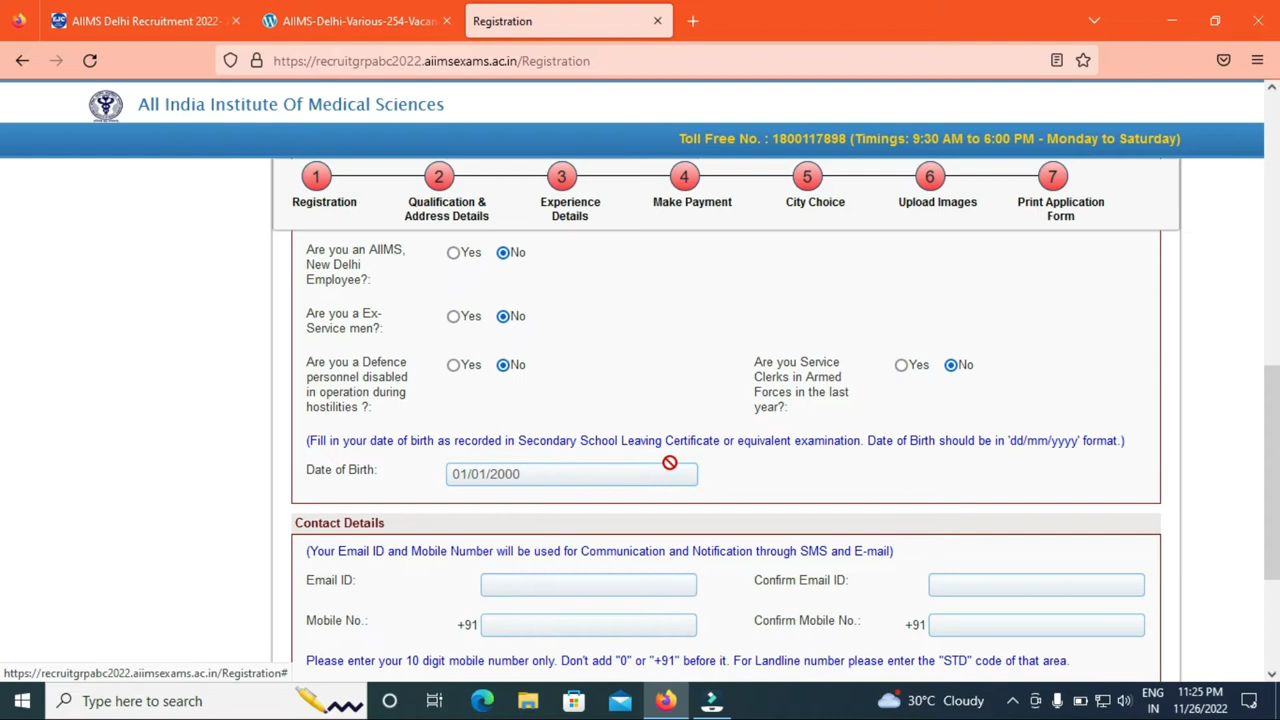 AIIMS Delhi Recruitment 2022-
AIIMS-Delhi-Various-254-Vacan
Registration
https://recruitgrpabc2022.aiimsexams.ac.in/Registration
All India Institute Of Medical Sciences
Toll Free No. : 1800117898 (Timings: 9:30 AM to 6:00 PM - Monday to Saturday)
1 2 3 4 5 6 7
Registration Qualification & Experience Make Payment City Choice Upload Images Print Application
Address Details Details Form
Are you an AIIMS, Yes No
New Delhi
Employee?:
Are you a Ex- Yes No
Service men?:
Are you a Defence Yes No Are you Service Yes No
personnel disabled Clerks in Armed
in operation during Forces in the last
hostilities ?: year?:
(Fill in your date of birth as recorded in Secondary School Leaving Certificate or equivalent examination. Date of Birth should be in 'dd/mm/yyyy' format.)
Date of Birth: 01/01/2000
Contact Details
(Your Email ID and Mobile Number will be used for Communication and Notification through SMS and E-mail)
Email ID: Confirm Email ID:
Mobile No.: +91 Confirm Mobile No.: +91
Please enter your 10 digit mobile number only. Don't add "0" or "+91" before it. For Landline number please enter the "STD" code of that area.
https://recruitgrpabc2022.aiimsexams.ac.in/Registration#
Type here to search 30°C Cloudy ENG 11:25 PM
IN 11/26/2022